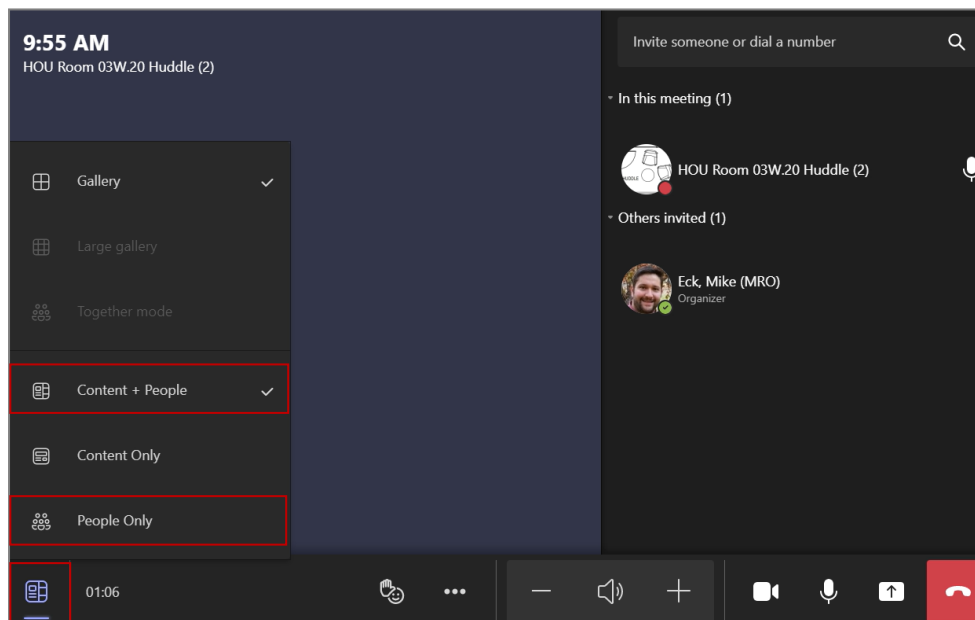 9:55 AM
HOU Room 03W.20 Huddle (2)
Gallery
Large gallery
Together mode
Content + People
Content Only
People Only
01:06
Invite someone or dial a number
In this meeting (1)
HOU Room 03W.20 Huddle (2)
Others invited (1)
Eck, Mike (MRO)
Organizer